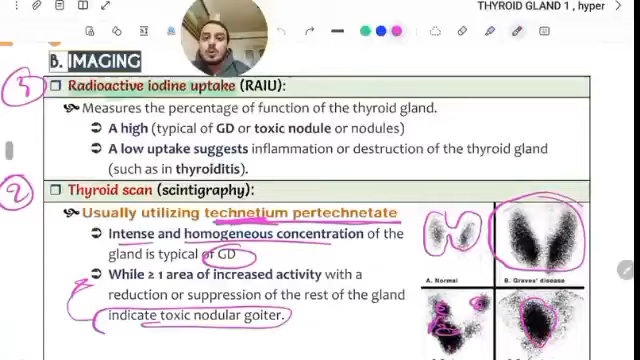 THYROID GLAND 1 , hyper
B. IMAGING
1
Radioactive iodine uptake (RAIU):
Measures the percentage of function of the thyroid gland.
A high (typical of GD or toxic nodule or nodules)
A low uptake suggests inflammation or destruction of the thyroid gland
(such as in thyroiditis).
2
Thyroid scan (scintigraphy):
Usually utilizing technetium pertechnetate
Intense and homogeneous concentration of the
gland is typical of GD
While ≥ 1 area of increased activity with a
reduction or suppression of the rest of the gland
indicate toxic nodular goiter.
A. Normal
B. Graves' disease